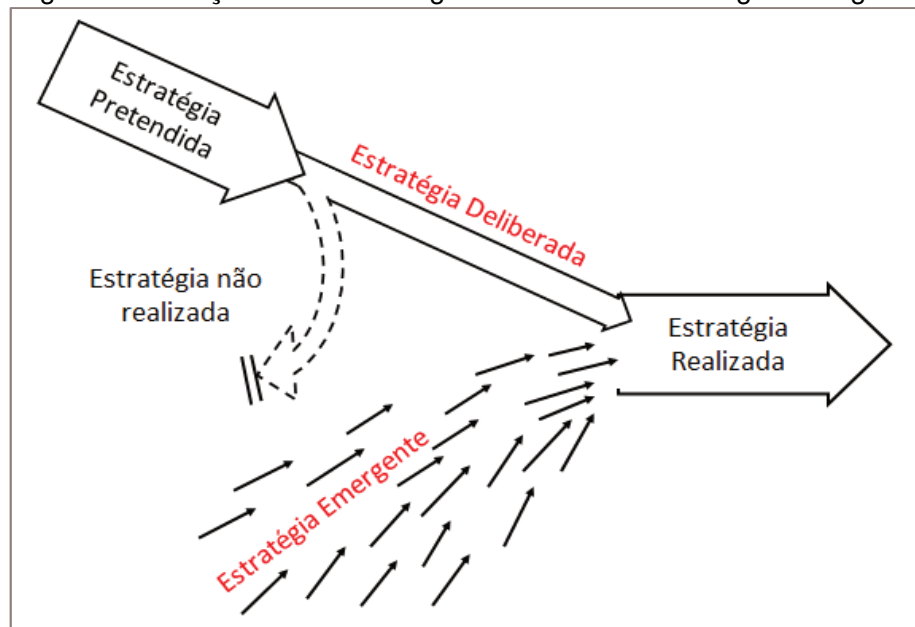 Estratégia
Pretendida
Estratégia Deliberada
Estratégia não
realizada
Estratégia
Realizada
Estratégia Emergente